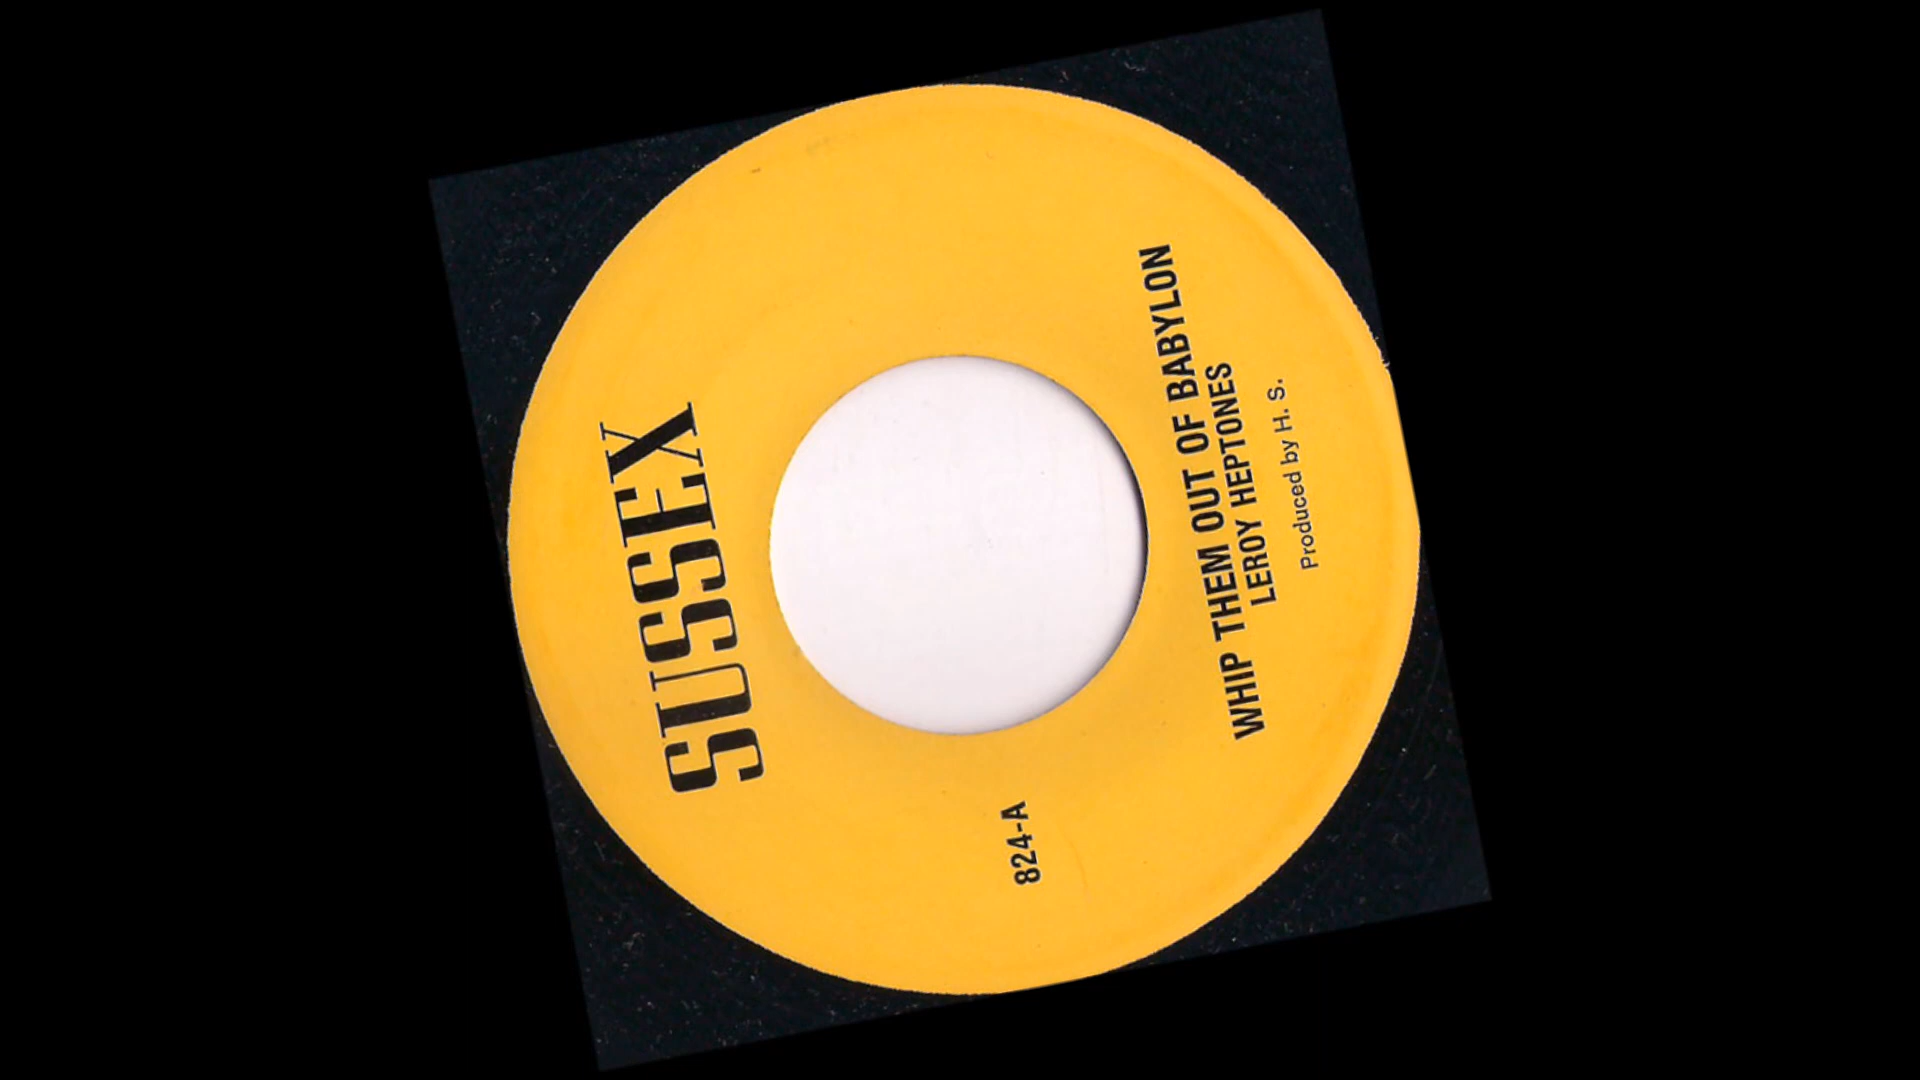 SUSSEX
824-A
WHIP THEM OUT OF BABYLON
LEROY HEPTONES
Produced by H. S.